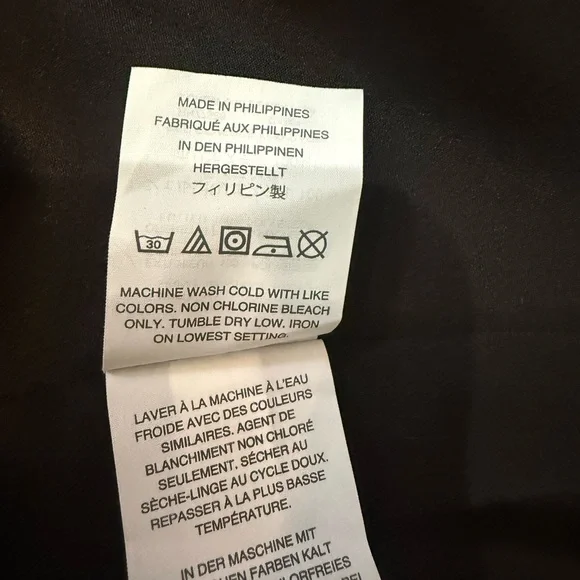 MADE IN PHILIPPINES
FABRIQUÉ AUX PHILIPPINES
IN DEN PHILIPPINEN
HERGESTELLT
フィリピン製
30
MACHINE WASH COLD WITH LIKE
COLORS. NON CHLORINE BLEACH
ONLY. TUMBLE DRY LOW. IRON
ON LOWEST SETTING.
LAVER À LA MACHINE À L'EAU
FROIDE AVEC DES COULEURS
SIMILAIRES. AGENT DE
BLANCHIMENT NON CHLORÉ
SEULEMENT. SÉCHER AU
SÈCHE-LINGE AU CYCLE DOUX.
REPASSER À LA PLUS BASSE
TEMPÉRATURE.
IN DER MASCHINE MIT
FARBEN KALT